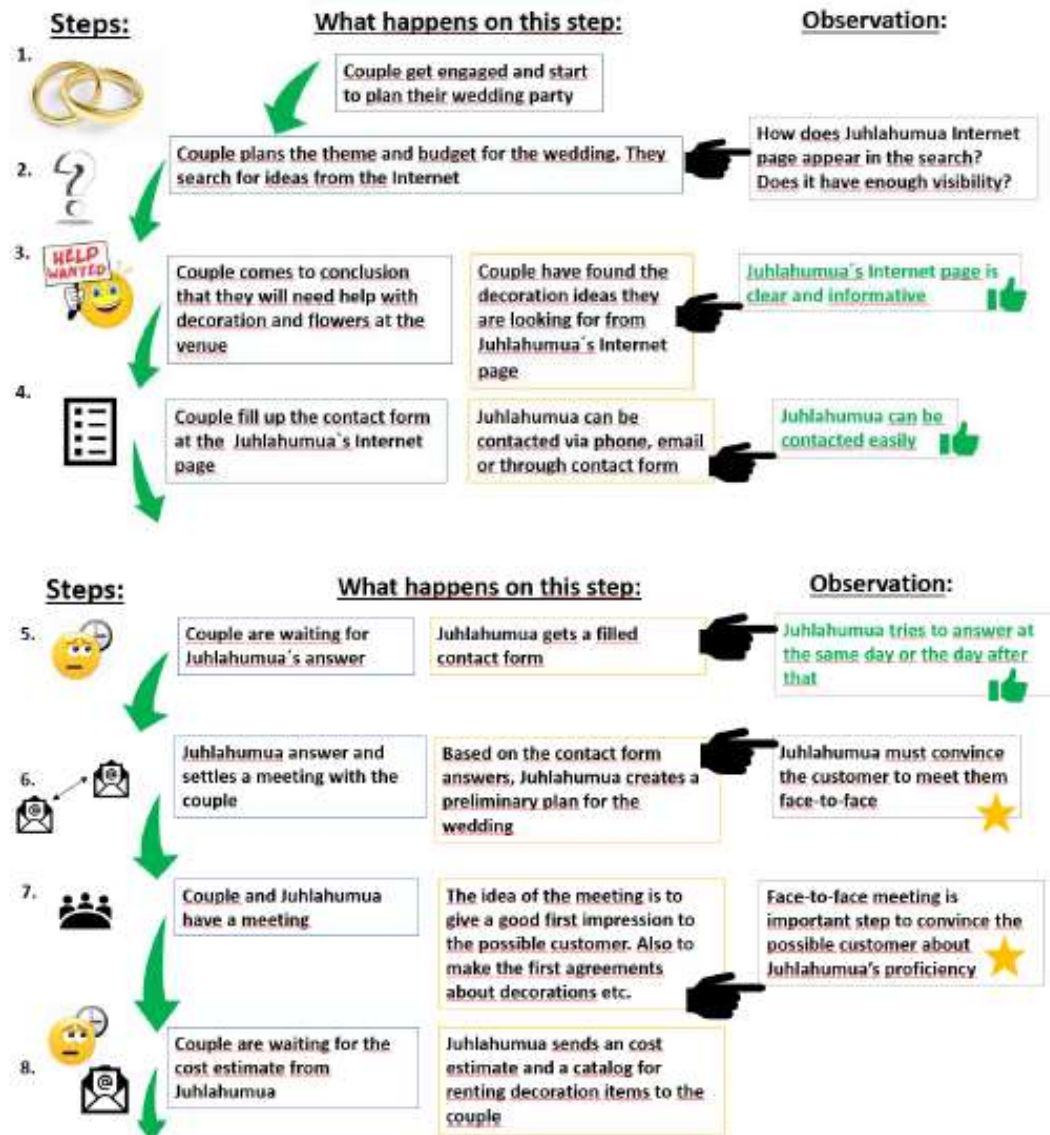 Steps:
What happens on this step:
Observation:
1.
Couple get engaged and start
to plan their wedding party
2.
Couple plans the theme and budget for the wedding. They
search for ideas from the Internet
How does Juhlahumua Internet
page appear in the search?
Does it have enough visibility?
3.
HELP
WANTED
Couple comes to conclusion
that they will need help with
decoration and flowers at the
venue
Couple have found the
decoration ideas they
are looking for from
Juhlahumua´s Internet
page
Juhlahumua´s Internet page is
clear and informative
4.
Couple fill up the contact form
at the Juhlahumua`s Internet
page
Juhlahumua can be
contacted via phone, email
or through contact form
Juhlahumua can be
contacted easily
Steps:
What happens on this step:
Observation:
5.
Couple are waiting for
Juhlahumua´s answer
Juhlahumua gets a filled
contact form
Juhlahumua tries to answer at
the same day or the day after
that
6.
Juhlahumua answer and
settles a meeting with the
couple
Based on the contact form
answers, Juhlahumua creates a
preliminary plan for the
wedding
Juhlahumua must convince
the customer to meet them
face-to-face
7.
Couple and Juhlahumua
have a meeting
The idea of the meeting is to
give a good first impression to
the possible customer. Also to
make the first agreements
about decorations etc.
Face-to-face meeting is
important step to convince the
possible customer about
Juhlahumua's proficiency
8.
Couple are waiting for the
cost estimate from
Juhlahumua
Juhlahumua sends an cost
estimate and a catalog for
renting decoration items to the
couple